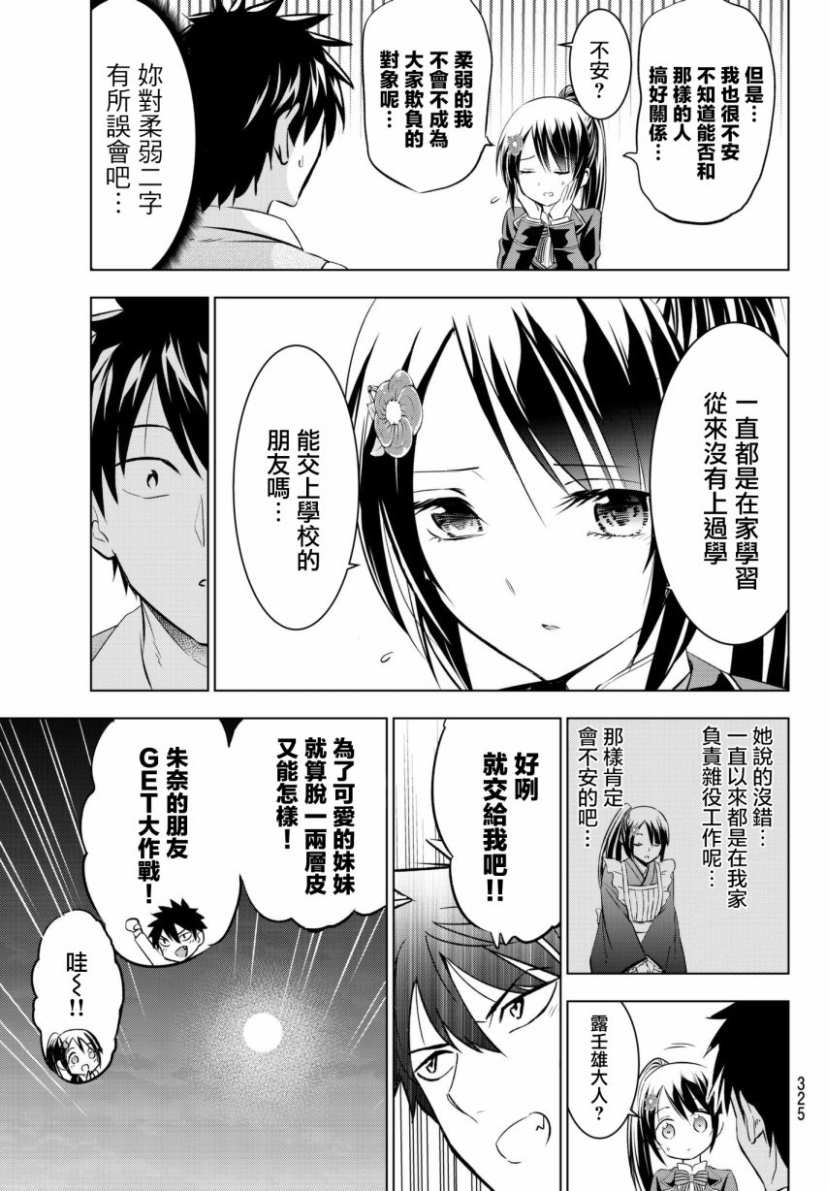 但是…
我也很不安
不知道能否和
那樣的人
搞好關係…
不安？
柔弱的我
不會不成為
大家欺負的
對象呢…
妳對柔弱二字
有所誤會吧…
一直都是在家學習
從來沒有上過學
能交上學校的
朋友嗎…
她說的沒錯…
一直以來都是在我家
負責雜役工作呢…
那樣肯定
會不安的吧…
露壬雄大人？
好咧
就交給我吧!!
為了可愛的妹妹
就算脫一兩層皮
又能怎樣！
朱奈的朋友
GET大作戰！
哇～!!
325